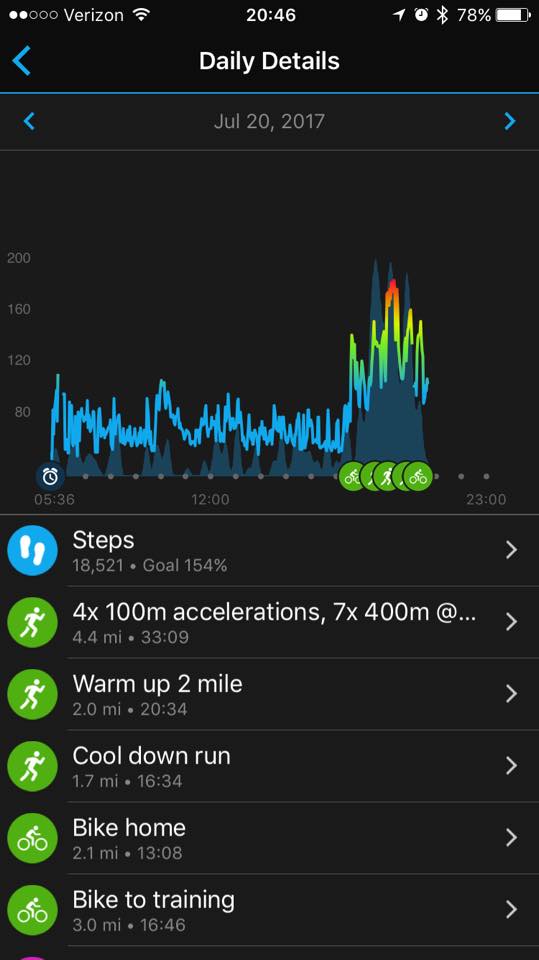 Verizon 20:46 78%
Daily Details
Jul 20, 2017
200
160
120
80
05:36 12:00 23:00
Steps
18,521 • Goal 154%
4x 100m accelerations, 7x 400m @...
4.4 mi • 33:09
Warm up 2 mile
2.0 mi • 20:34
Cool down run
1.7 mi • 16:34
Bike home
2.1 mi • 13:08
Bike to training
3.0 mi • 16:46